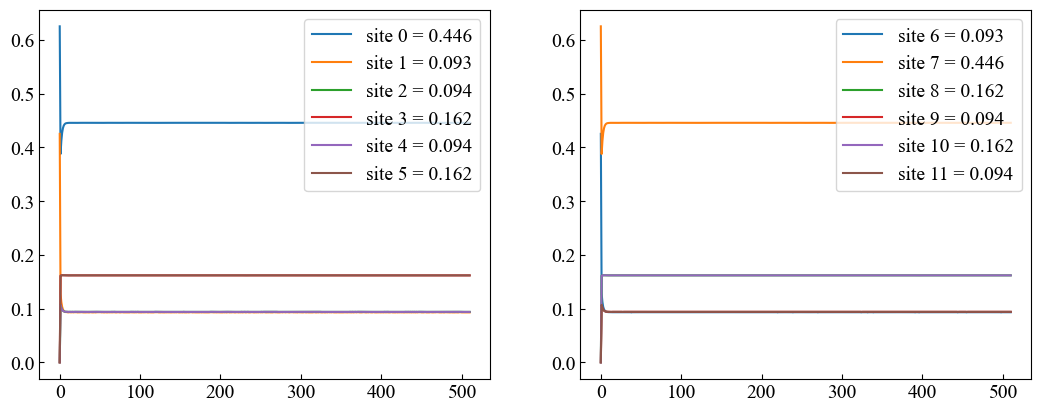 0.6
0.5
0.4
0.3
0.2
0.1
0.0
0 100 200 300 400 500
site 0 = 0.446
site 1 = 0.093
site 2 = 0.094
site 3 = 0.162
site 4 = 0.094
site 5 = 0.162
0.6
0.5
0.4
0.3
0.2
0.1
0.0
0 100 200 300 400 500
site 6 = 0.093
site 7 = 0.446
site 8 = 0.162
site 9 = 0.094
site 10 = 0.162
site 11 = 0.094